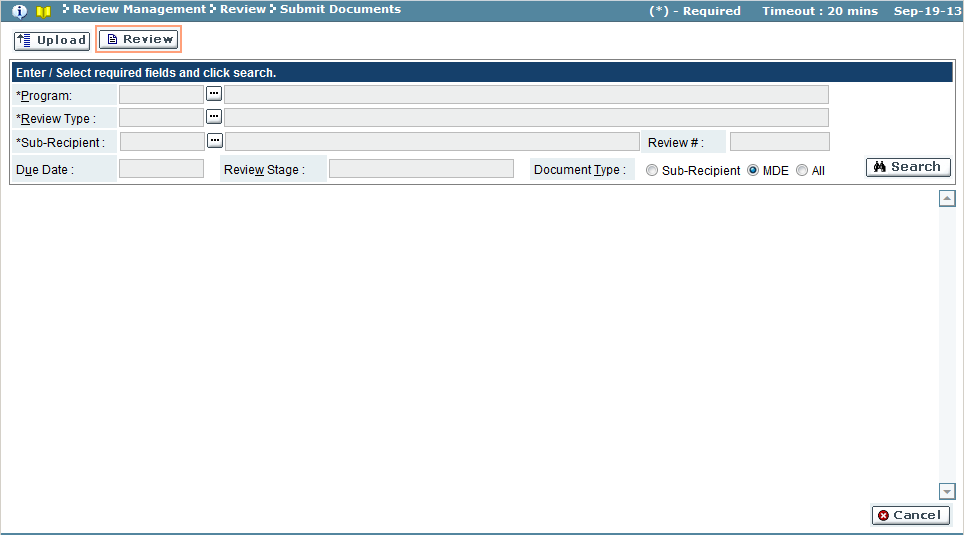 Review Management Review Submit Documents (*) - Required Timeout : 20 mins Sep-19-13
Upload Review
Enter / Select required fields and click search.
*Program: ...
*Review Type : ...
*Sub-Recipient : ... Review # :
Due Date : Review Stage : Document Type : Sub-Recipient MDE All Search
Cancel